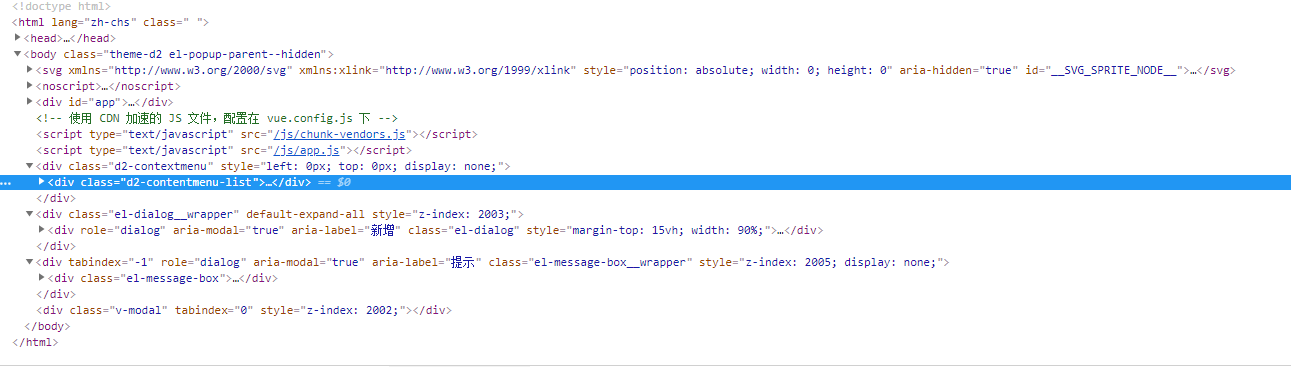 <!doctype html>
<html lang="zh-chs" class=" ">
<head>…</head>
<body class="theme-d2 el-popup-parent--hidden">
<svg xmlns="http://www.w3.org/2000/svg" xmlns:xlink="http://www.w3.org/1999/xlink" style="position: absolute; width: 0; height: 0" aria-hidden="true" id="__SVG_SPRITE_NODE__">…</svg>
<noscript>…</noscript>
<div id="app">…</div>
<!-- 使用 CDN 加速的 JS 文件，配置在 vue.config.js 下 -->
<script type="text/javascript" src="/js/chunk-vendors.js"></script>
<script type="text/javascript" src="/js/app.js"></script>
<div class="d2-contextmenu" style="left: 0px; top: 0px; display: none;">
… <div class="d2-contentmenu-list">…</div> == $0
</div>
<div class="el-dialog__wrapper" default-expand-all style="z-index: 2003;">
<div role="dialog" aria-modal="true" aria-label="新增" class="el-dialog" style="margin-top: 15vh; width: 90%;">…</div>
</div>
<div tabindex="-1" role="dialog" aria-modal="true" aria-label="提示" class="el-message-box__wrapper" style="z-index: 2005; display: none;">
<div class="el-message-box">…</div>
</div>
<div class="v-modal" tabindex="0" style="z-index: 2002;"></div>
</body>
</html>